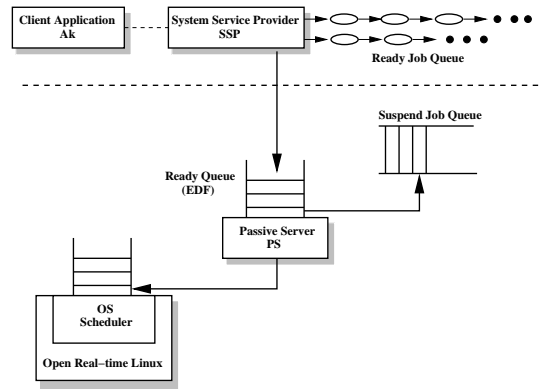 Client Application
Ak
System Service Provider
SSP
Ready Job Queue
Suspend Job Queue
Ready Queue
(EDF)
Passive Server
PS
OS
Scheduler
Open Real-time Linux